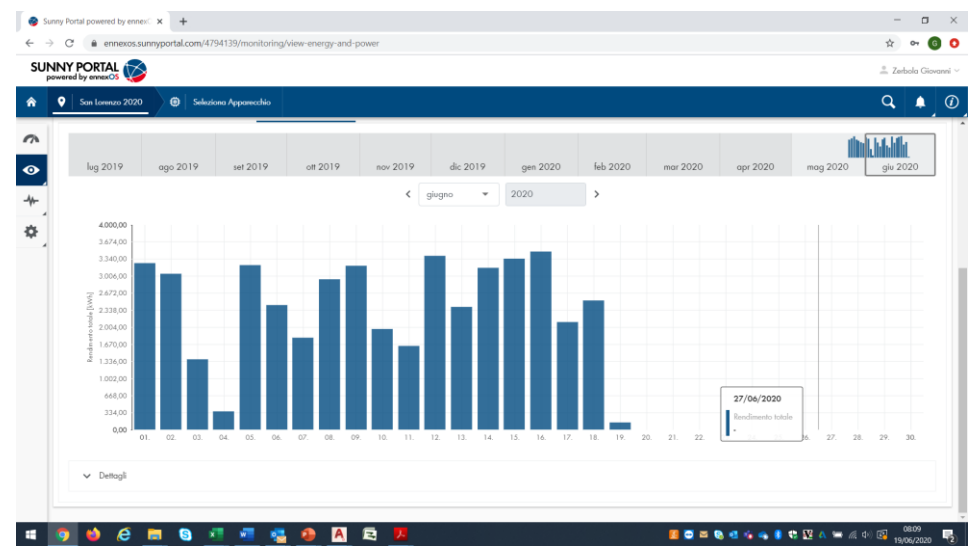 Sunny Portal powered by ennexO
ennexos.sunnyportal.com/4794139/monitoring/view-energy-and-power
SUNNY PORTAL
powered by ennexOS
Zerbola Giovanni
San Lorenzo 2020
Seleziona Apparecchio
lug 2019 ago 2019 set 2019 ott 2019 nov 2019 dic 2019 gen 2020 feb 2020 mar 2020 apr 2020 mag 2020 giu 2020
giugno 2020
4.000,00
3.674,00
3.340,00
3.006,00
2.672,00
2.338,00
2.004,00
1.670,00
1.336,00
1.002,00
668,00
334,00
0,00
Rendimento totale [kWh]
27/06/2020
Rendimento totale
-
01. 02. 03. 04. 05. 06. 07. 08. 09. 10. 11. 12. 13. 14. 15. 16. 17. 18. 19. 20. 21. 22. 26. 27. 28. 29. 30.
Dettagli
08:09
19/06/2020